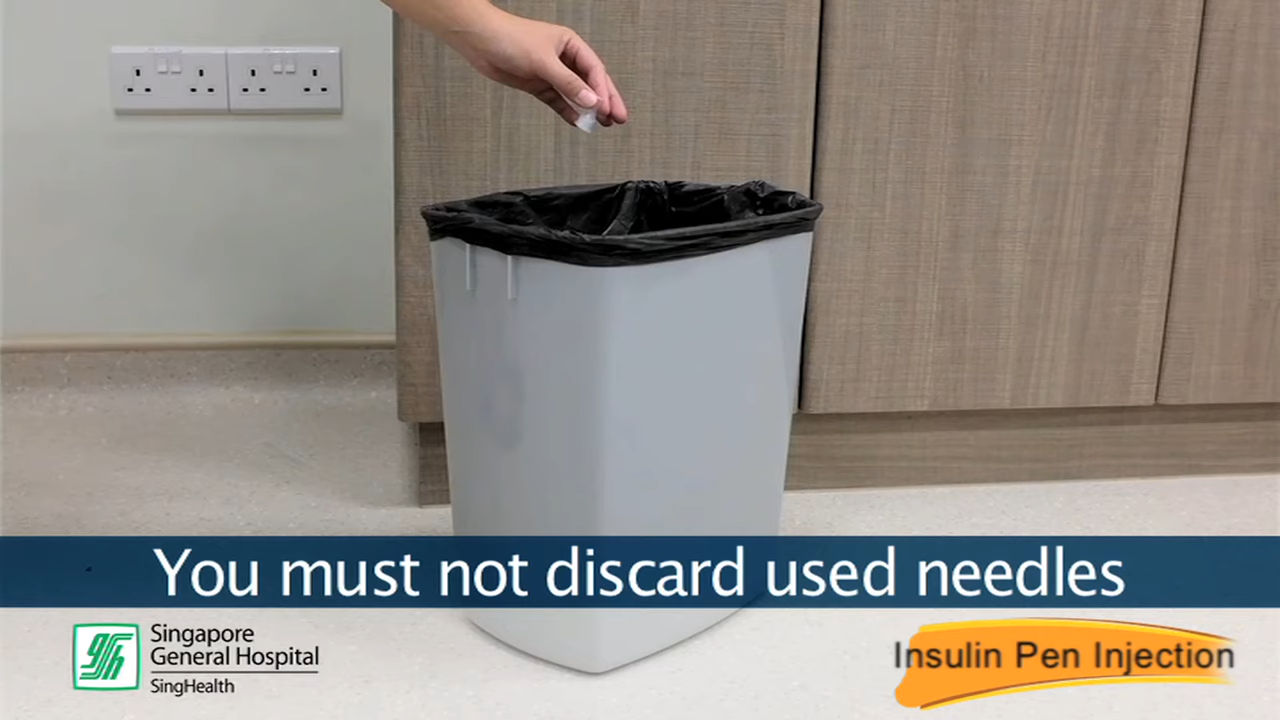 You must not discard used needles
Singapore
General Hospital
SingHealth
Insulin Pen Injection